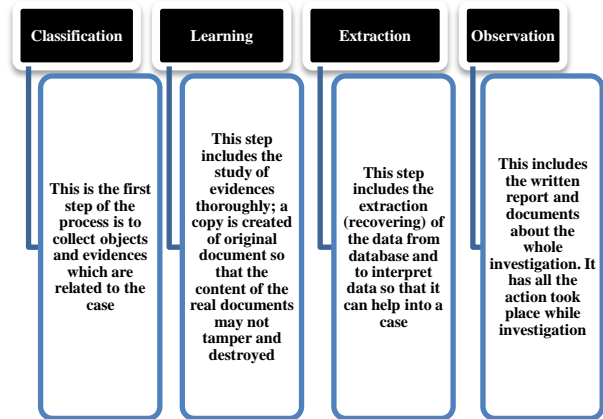 Classification
This is the first
step of the
process is to
collect objects
and evidences
which are
related to the
case
Learning
This step
includes the
study of
evidences
thoroughly; a
copy is created
of original
document so
that the
content of the
real documents
may not
tamper and
destroyed
Extraction
This step
includes the
extraction
(recovering) of
the data from
database and
to interpret
data so that it
can help into a
case
Observation
This includes
the written
report and
documents
about the
whole
investigation. It
has all the
action took
place while
investigation